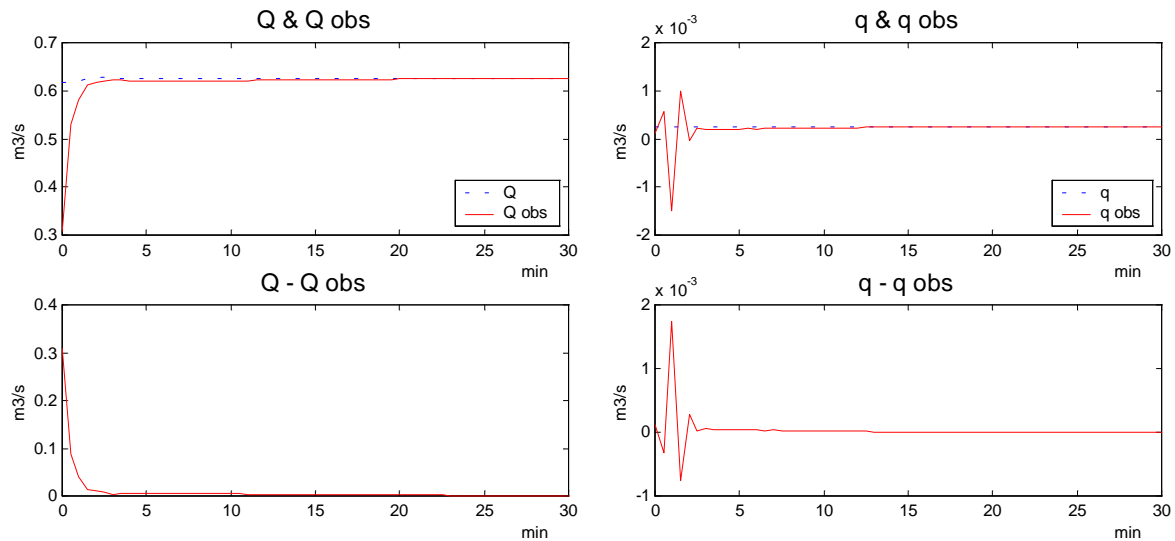 Q & Q obs
0.7
0.6
0.5
0.4
0.3
m3/s
Q
Q obs
0 5 10 15 20 25 30
min
q & q obs
x 10-3
2
1
0
-1
-2
m3/s
q
q obs
0 5 10 15 20 25 30
min
Q - Q obs
0.4
0.3
0.2
0.1
0
m3/s
0 5 10 15 20 25 30
min
q - q obs
x 10-3
2
1
0
-1
m3/s
0 5 10 15 20 25 30
min